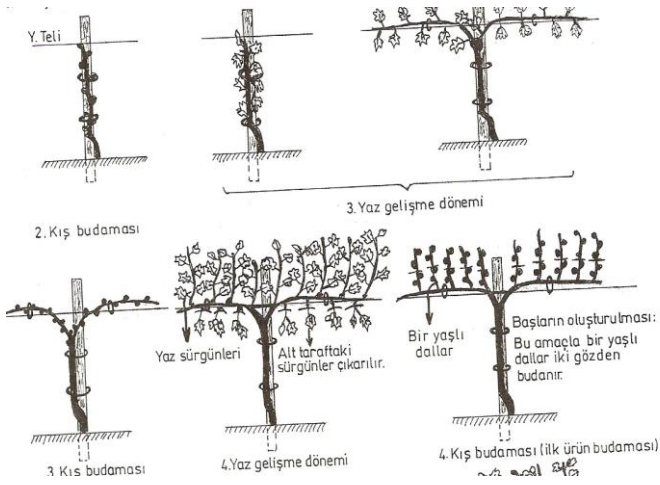 Y. Teli
2. Kış budaması
3. Yaz gelişme dönemi
Yaz sürgünleri
Alt taraftaki
sürgünler çıkarılır.
Bir yaşlı
dallar
Başların oluşturulması:
Bu amaçla bir yaşlı
dallar iki gözden
budanır.
3. Kış budaması
4. Yaz gelişme dönemi
4. Kış budaması (ilk ürün budaması)